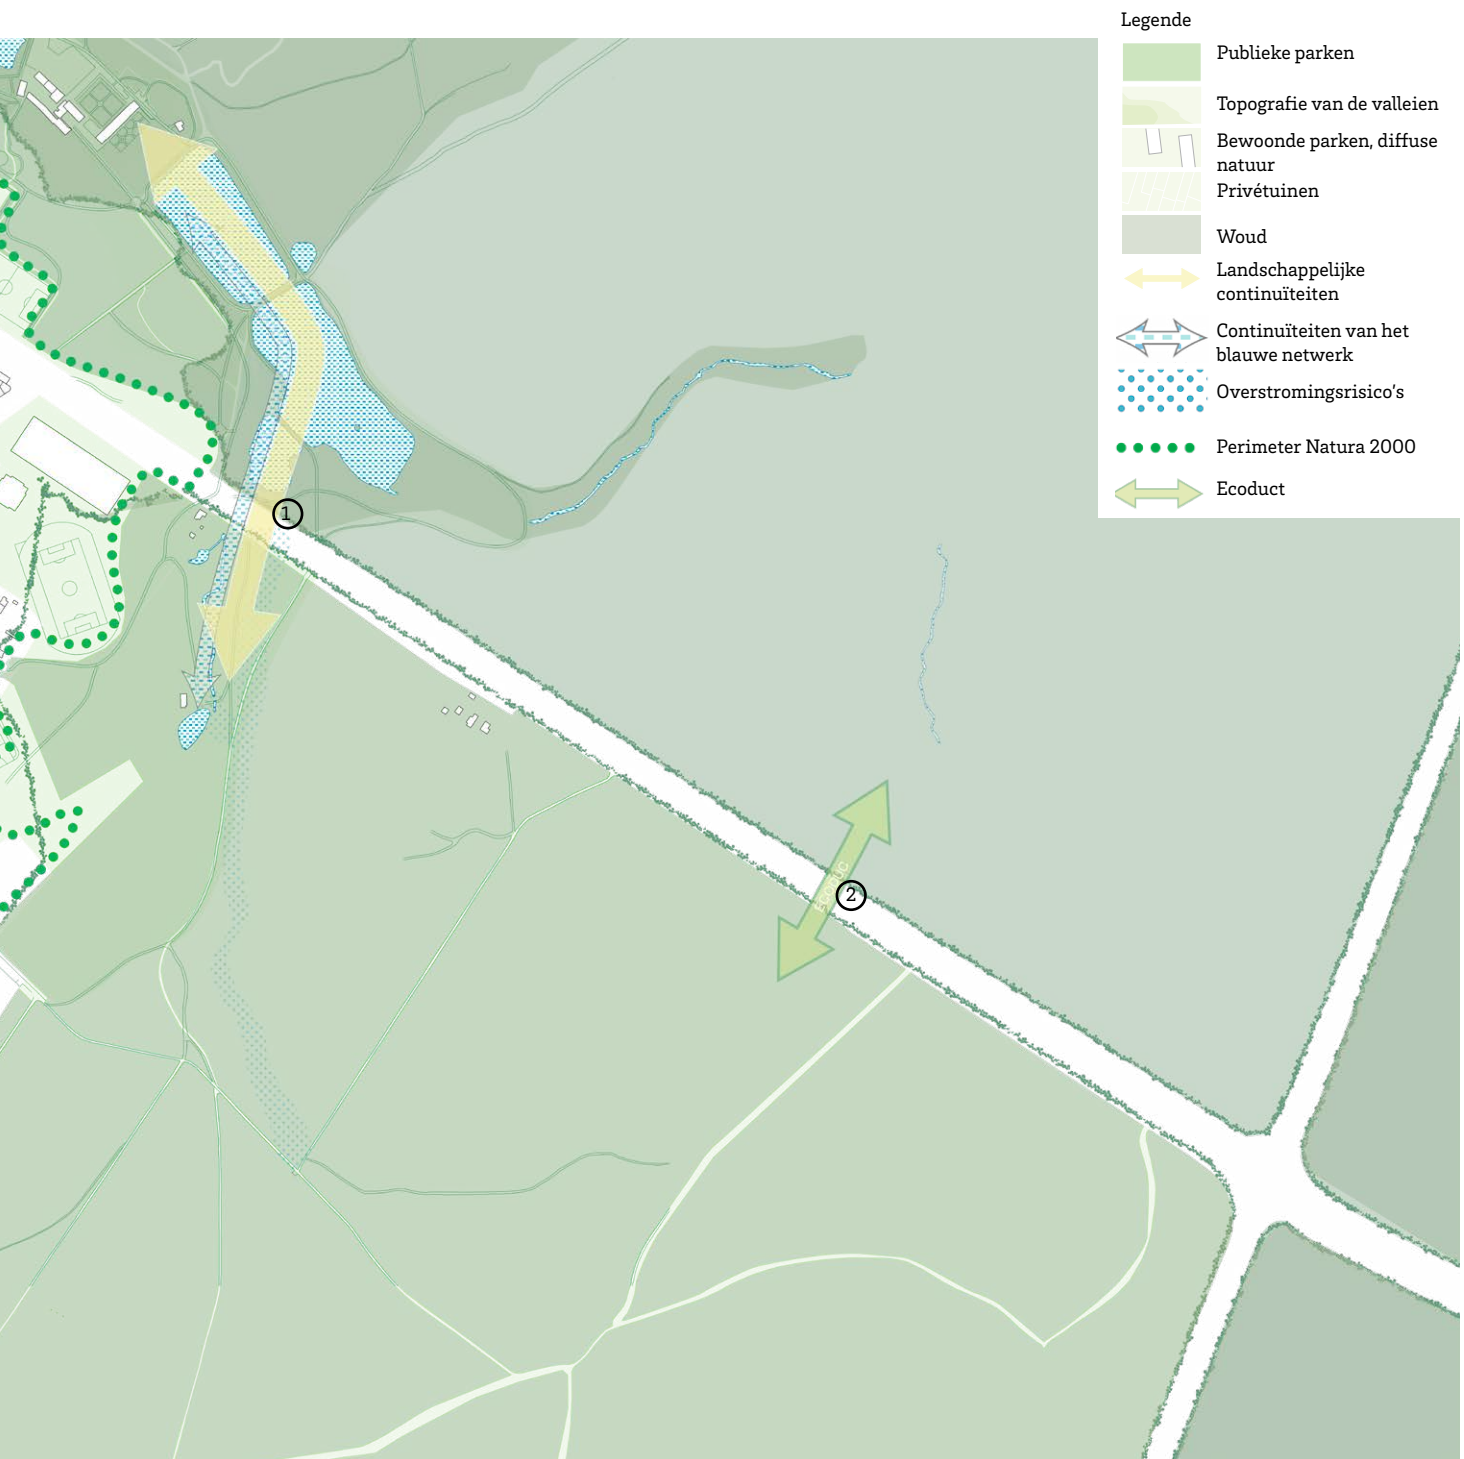 Legende
Publieke parken
Topografie van de valleien
Bewoonde parken, diffuse
natuur
Privétuinen
Woud
Landschappelijke
continuïteiten
Continuïteiten van het
blauwe netwerk
Overstromingsrisico's
Perimeter Natura 2000
Ecoduct
1
2